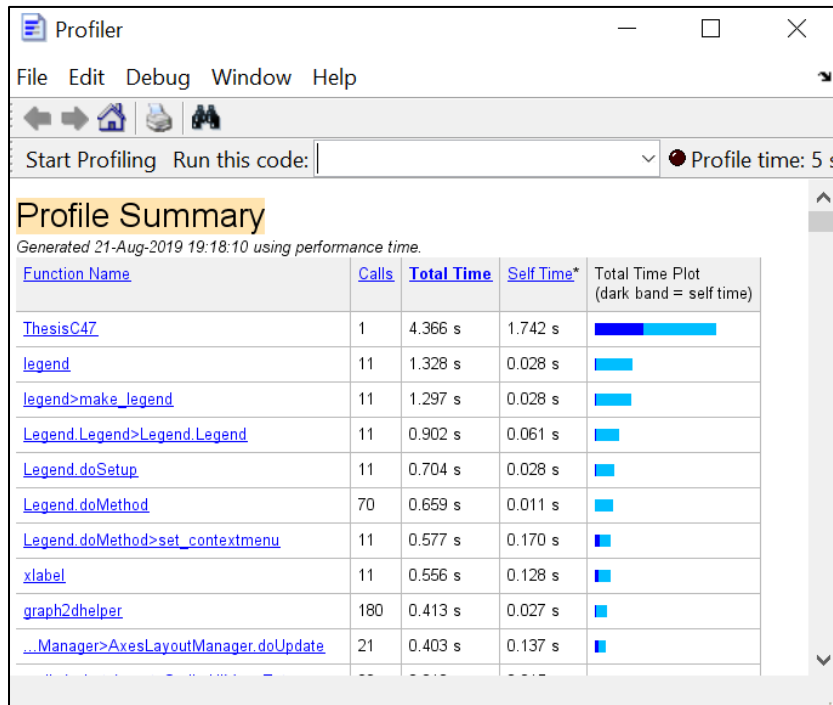 Profiler
File Edit Debug Window Help
Start Profiling Run this code: Profile time: 5 s
Profile Summary
Generated 21-Aug-2019 19:18:10 using performance time.
Function Name Calls Total Time Self Time* Total Time Plot
(dark band = self time)
ThesisC47 1 4.366 s 1.742 s
legend 11 1.328 s 0.028 s
legend>make_legend 11 1.297 s 0.028 s
Legend.Legend>Legend.Legend 11 0.902 s 0.061 s
Legend.doSetup 11 0.704 s 0.028 s
Legend.doMethod 70 0.659 s 0.011 s
Legend.doMethod>set_contextmenu 11 0.577 s 0.170 s
xlabel 11 0.556 s 0.128 s
graph2dhelper 180 0.413 s 0.027 s
...Manager>AxesLayoutManager.doUpdate 21 0.403 s 0.137 s